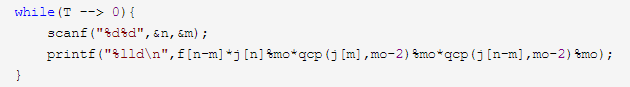 while(T --> 0){
    scanf("%d%d",&n,&m);
    printf("%lld\n",f[n-m]*j[n]%mo*qcp(j[m],mo-2)%mo*qcp(j[n-m],mo-2)%mo);
}